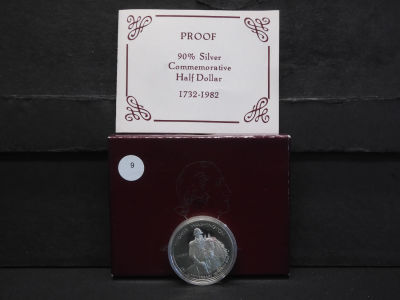 PROOF
90% Silver
Commemorative
Half Dollar
1732-1982
9